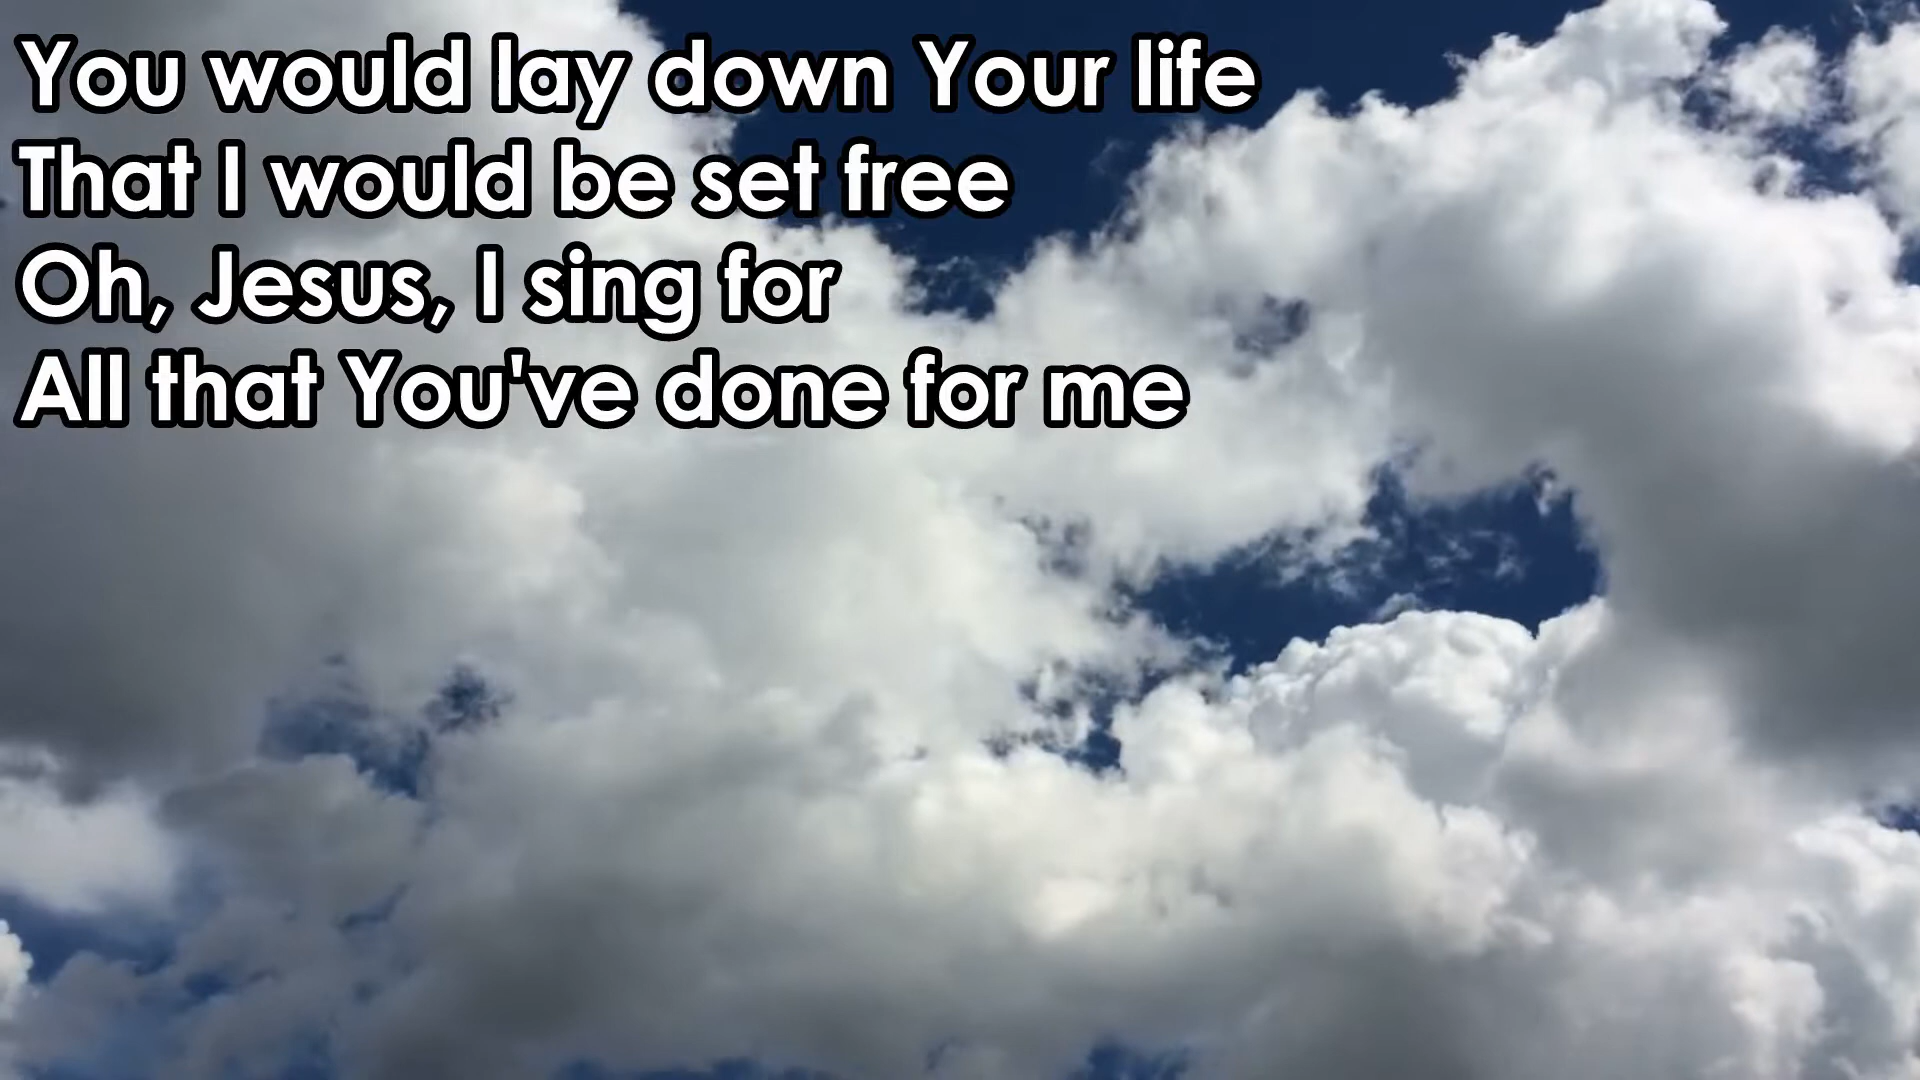 You would lay down Your life
That I would be set free
Oh, Jesus, I sing for
All that You've done for me